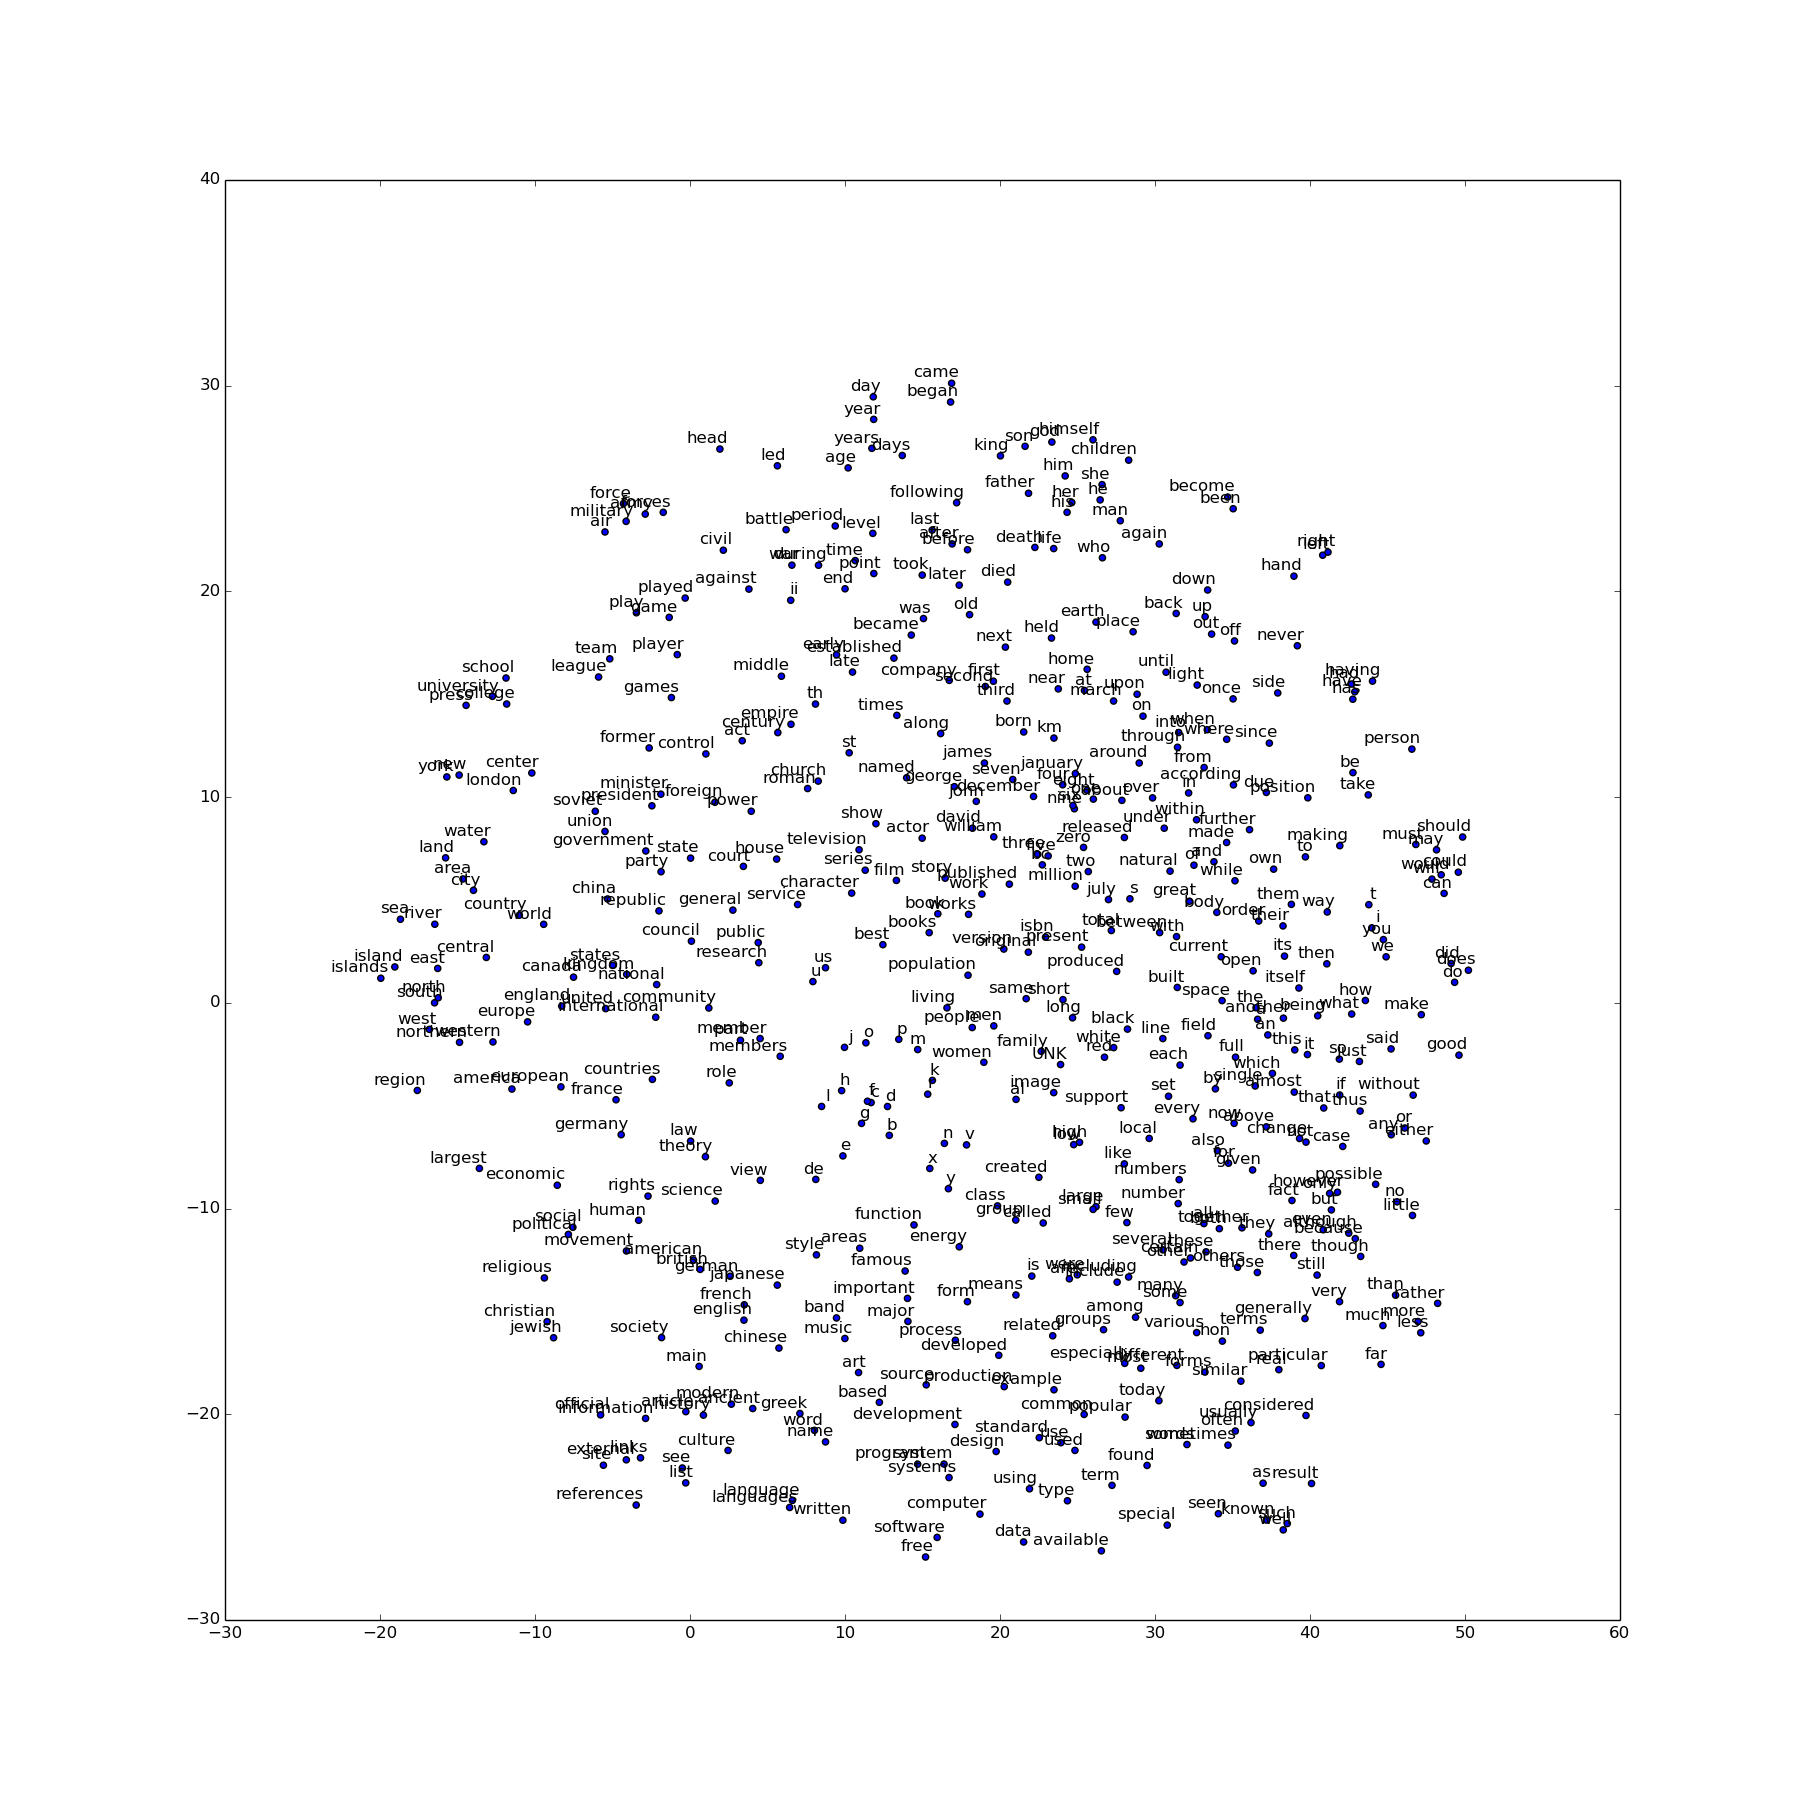 40
30
20
10
0
−10
−20
−30
came
day
began
year
himself
god
son
years
days
king
head
children
led
age
him
she
father
become
force
following
her
he
been
forces
army
his
military
man
air
battle
period
level
last
after
again
civil
before
death
life
who
right
left
war
during
time
point
took
hand
against
end
later
died
down
played
ii
play
game
was
old
earth
back
up
became
held
place
out
off
next
never
team
player
early
established
league
middle
late
company
first
home
until
school
second
light
having
had
university
games
third
near
at
upon
side
have
press
college
th
march
once
has
times
on
empire
century
along
born
km
into
when
act
where
since
former
control
st
through
person
james
around
york
new
center
named
january
from
be
london
church
roman
george
seven
four
according
due
take
minister
december
eight
in
position
soviet
president
foreign
power
john
six
nine
one
about
over
within
union
show
david
william
under
further
should
water
government
television
actor
released
made
making
must
may
land
state
court
house
series
three
five
zero
natural
of
and
own
to
would
could
area
party
film
story
two
while
will
city
character
published
million
can
china
republic
general
service
work
july
s
great
body
them
way
t
country
book
works
order
their
sea
river
world
books
isbn
total
between
i
council
public
best
version
present
with
you
research
original
current
its
then
we
did
island
east
central
states
us
open
does
islands
canada
kingdom
national
u
population
produced
built
itself
do
north
south
england
united
international
community
living
same
short
space
the
how
europe
people
men
long
another
a
being
what
make
west
northern
western
member
part
members
j
o
p
m
black
line
field
an
white
women
family
UNK
red
each
full
this
it
so
just
said
good
region
america
european
countries
role
h
k
r
which
france
l
f
c
d
al
image
support
set
by
single
almost
if
without
g
every
that
thus
germany
law
b
n
v
high
low
local
now
above
change
not
case
any
or
either
theory
e
x
also
for
largest
view
de
y
created
like
given
economic
rights
science
class
numbers
number
fact
however
only
possible
no
human
function
group
called
large
small
few
all
both
together
they
but
little
social
political
areas
energy
several
these
even
although
because
movement
american
british
style
famous
certain
other
others
those
there
though
religious
german
japanese
is
were
are
including
include
still
french
important
form
means
many
some
very
than
rather
christian
english
band
major
among
generally
much
more
jewish
society
chinese
music
process
related
groups
various
hon
terms
less
main
developed
especially
most
different
forms
similar
real
particular
far
art
source
production
example
official
information
article
history
modern
ancient
greek
based
common
popular
today
usually
often
considered
word
name
development
standard
use
used
words
sometimes
external
site
links
culture
program
system
design
found
see
list
systems
using
term
as
result
references
language
languages
written
computer
type
special
seen
known
such
well
software
data
available
free
−30
−20
−10
0
10
20
30
40
50
60